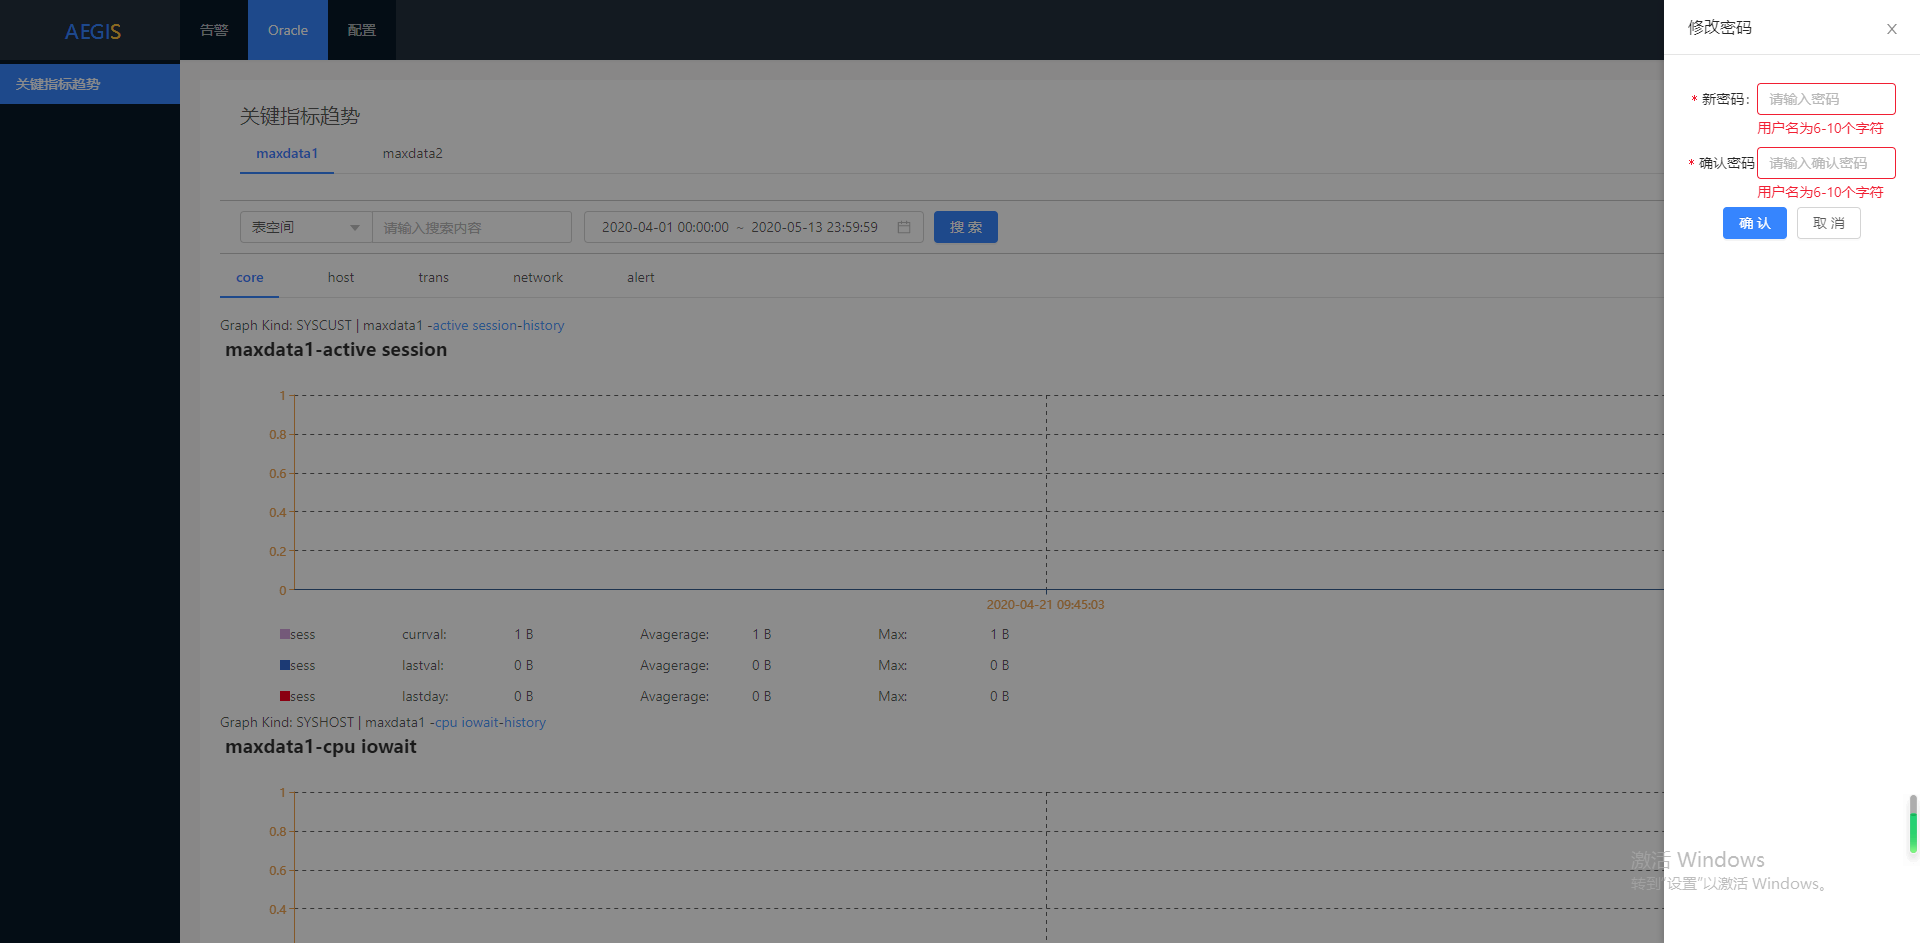 AEGIS
告警
Oracle
配置
关键指标趋势
关键指标趋势
maxdata1
maxdata2
表空间
请输入搜索内容
2020-04-01 00:00:00 ~ 2020-05-13 23:59:59
搜 索
core
host
trans
network
alert
Graph Kind: SYSCUST | maxdata1 -active session-history
maxdata1-active session
1
0.8
0.6
0.4
0.2
0
2020-04-21 09:45:03
sess currval: 1 B Avagerage: 1 B Max: 1 B
sess lastval: 0 B Avagerage: 0 B Max: 0 B
sess lastday: 0 B Avagerage: 0 B Max: 0 B
Graph Kind: SYSHOST | maxdata1 -cpu iowait-history
maxdata1-cpu iowait
1
0.8
0.6
0.4
修改密码
X
* 新密码: 请输入密码
用户名为6-10个字符
* 确认密码 请输入确认密码
用户名为6-10个字符
确 认
取 消
激活 Windows
转到"设置"以激活 Windows。